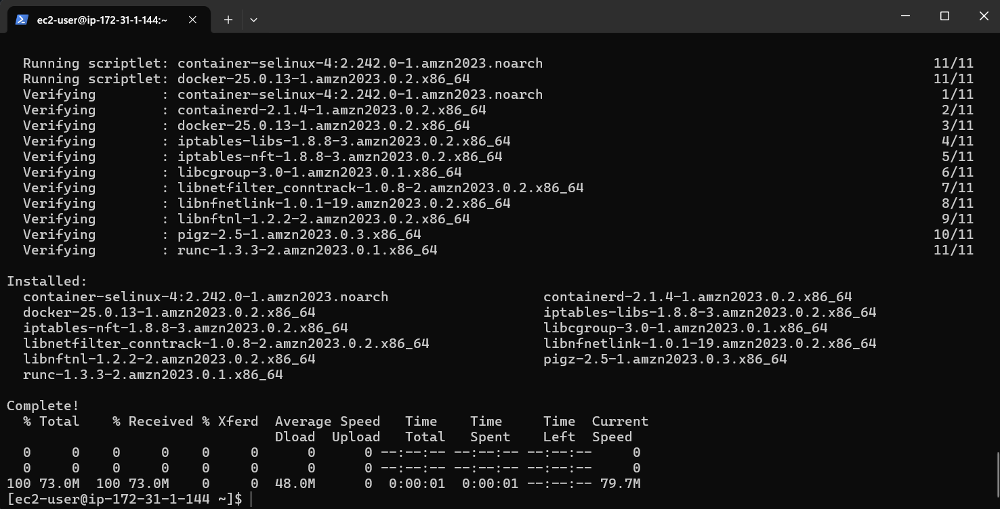 ec2-user@ip-172-31-1-144:~
Running scriptlet: container-selinux-4:2.242.0-1.amzn2023.noarch 11/11
Running scriptlet: docker-25.0.13-1.amzn2023.0.2.x86_64 11/11
Verifying : container-selinux-4:2.242.0-1.amzn2023.noarch 1/11
Verifying : containerd-2.1.4-1.amzn2023.0.2.x86_64 2/11
Verifying : docker-25.0.13-1.amzn2023.0.2.x86_64 3/11
Verifying : iptables-libs-1.8.8-3.amzn2023.0.2.x86_64 4/11
Verifying : iptables-nft-1.8.8-3.amzn2023.0.2.x86_64 5/11
Verifying : libcgroup-3.0-1.amzn2023.0.1.x86_64 6/11
Verifying : libnetfilter_conntrack-1.0.8-2.amzn2023.0.2.x86_64 7/11
Verifying : libnfnetlink-1.0.1-19.amzn2023.0.2.x86_64 8/11
Verifying : libnftnl-1.2.2-2.amzn2023.0.2.x86_64 9/11
Verifying : pigz-2.5-1.amzn2023.0.3.x86_64 10/11
Verifying : runc-1.3.3-2.amzn2023.0.1.x86_64 11/11
Installed:
container-selinux-4:2.242.0-1.amzn2023.noarch containerd-2.1.4-1.amzn2023.0.2.x86_64
docker-25.0.13-1.amzn2023.0.2.x86_64 iptables-libs-1.8.8-3.amzn2023.0.2.x86_64
iptables-nft-1.8.8-3.amzn2023.0.2.x86_64 libcgroup-3.0-1.amzn2023.0.1.x86_64
libnetfilter_conntrack-1.0.8-2.amzn2023.0.2.x86_64 libnfnetlink-1.0.1-19.amzn2023.0.2.x86_64
libnftnl-1.2.2-2.amzn2023.0.2.x86_64 pigz-2.5-1.amzn2023.0.3.x86_64
runc-1.3.3-2.amzn2023.0.1.x86_64
Complete!
% Total % Received % Xferd Average Speed Time Time Time Current
Dload Upload Total Spent Left Speed
0 0 0 0 0 0 0 0 --:--:-- --:--:-- --:--:-- 0
0 0 0 0 0 0 0 0 --:--:-- --:--:-- --:--:-- 0
100 73.0M 100 73.0M 0 0 48.0M 0 0:00:01 0:00:01 --:--:-- 79.7M
[ec2-user@ip-172-31-1-144 ~]$